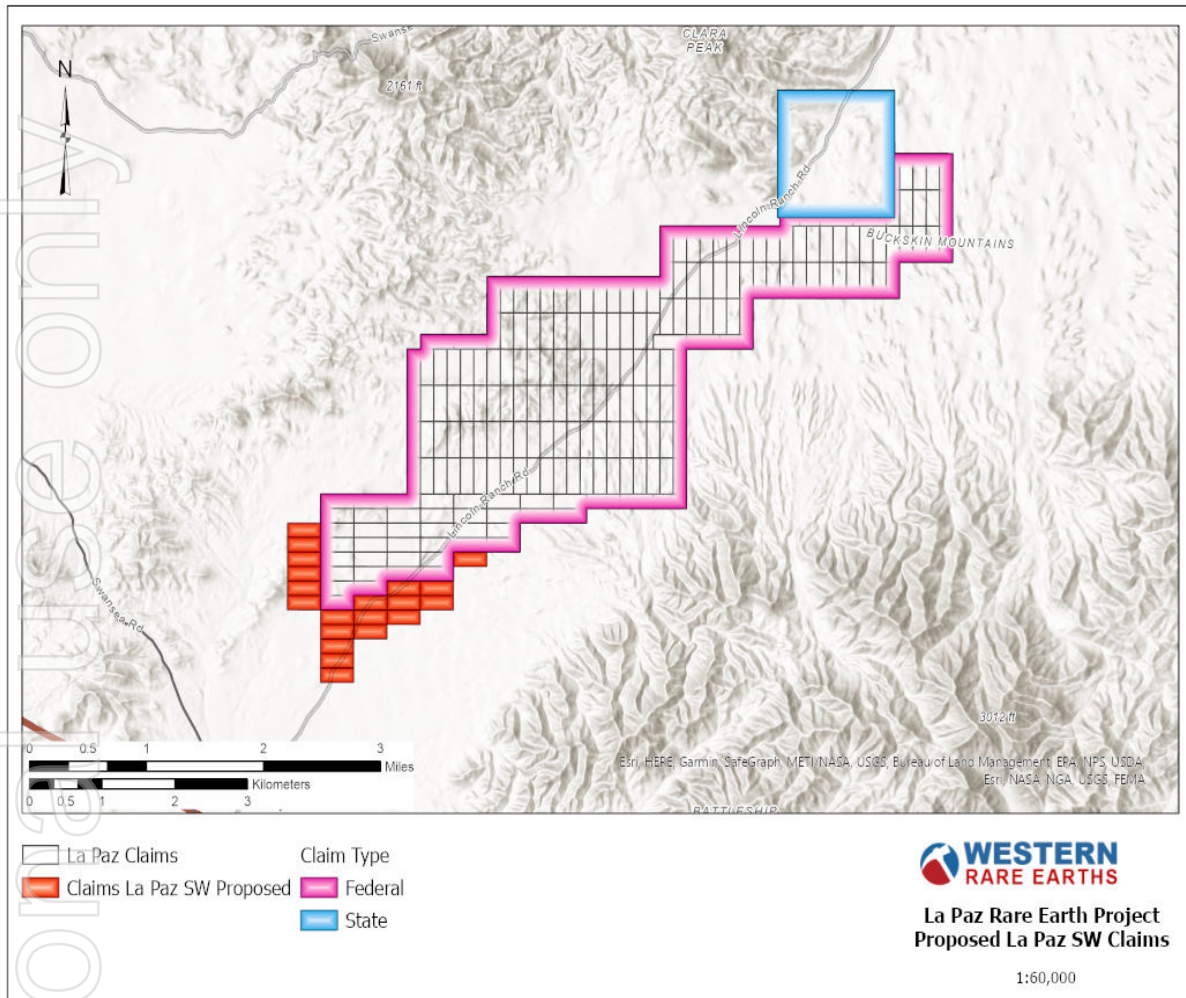 CLARA
PEAK
Swanse
N
2161 ft
Lincoln Ranch Rd
BUCKSKIN MOUNTAINS
Lincoln Ranch Rd
Swansea Rd
3012 ft
0 0.5 1 2 3
Miles
Kilometers
0 0.5 1 2 3
Esri, HERE, Garmin, SafeGraph, METI/NASA, USGS, Bureau of Land Management, EPA, NPS, USDA,
Esri, NASA, NGA, USGS, FEMA
BATTLESHIP
La Paz Claims
Claims La Paz SW Proposed
Claim Type
Federal
State
WESTERN
RARE EARTHS
La Paz Rare Earth Project
Proposed La Paz SW Claims
1:60,000
onal use only